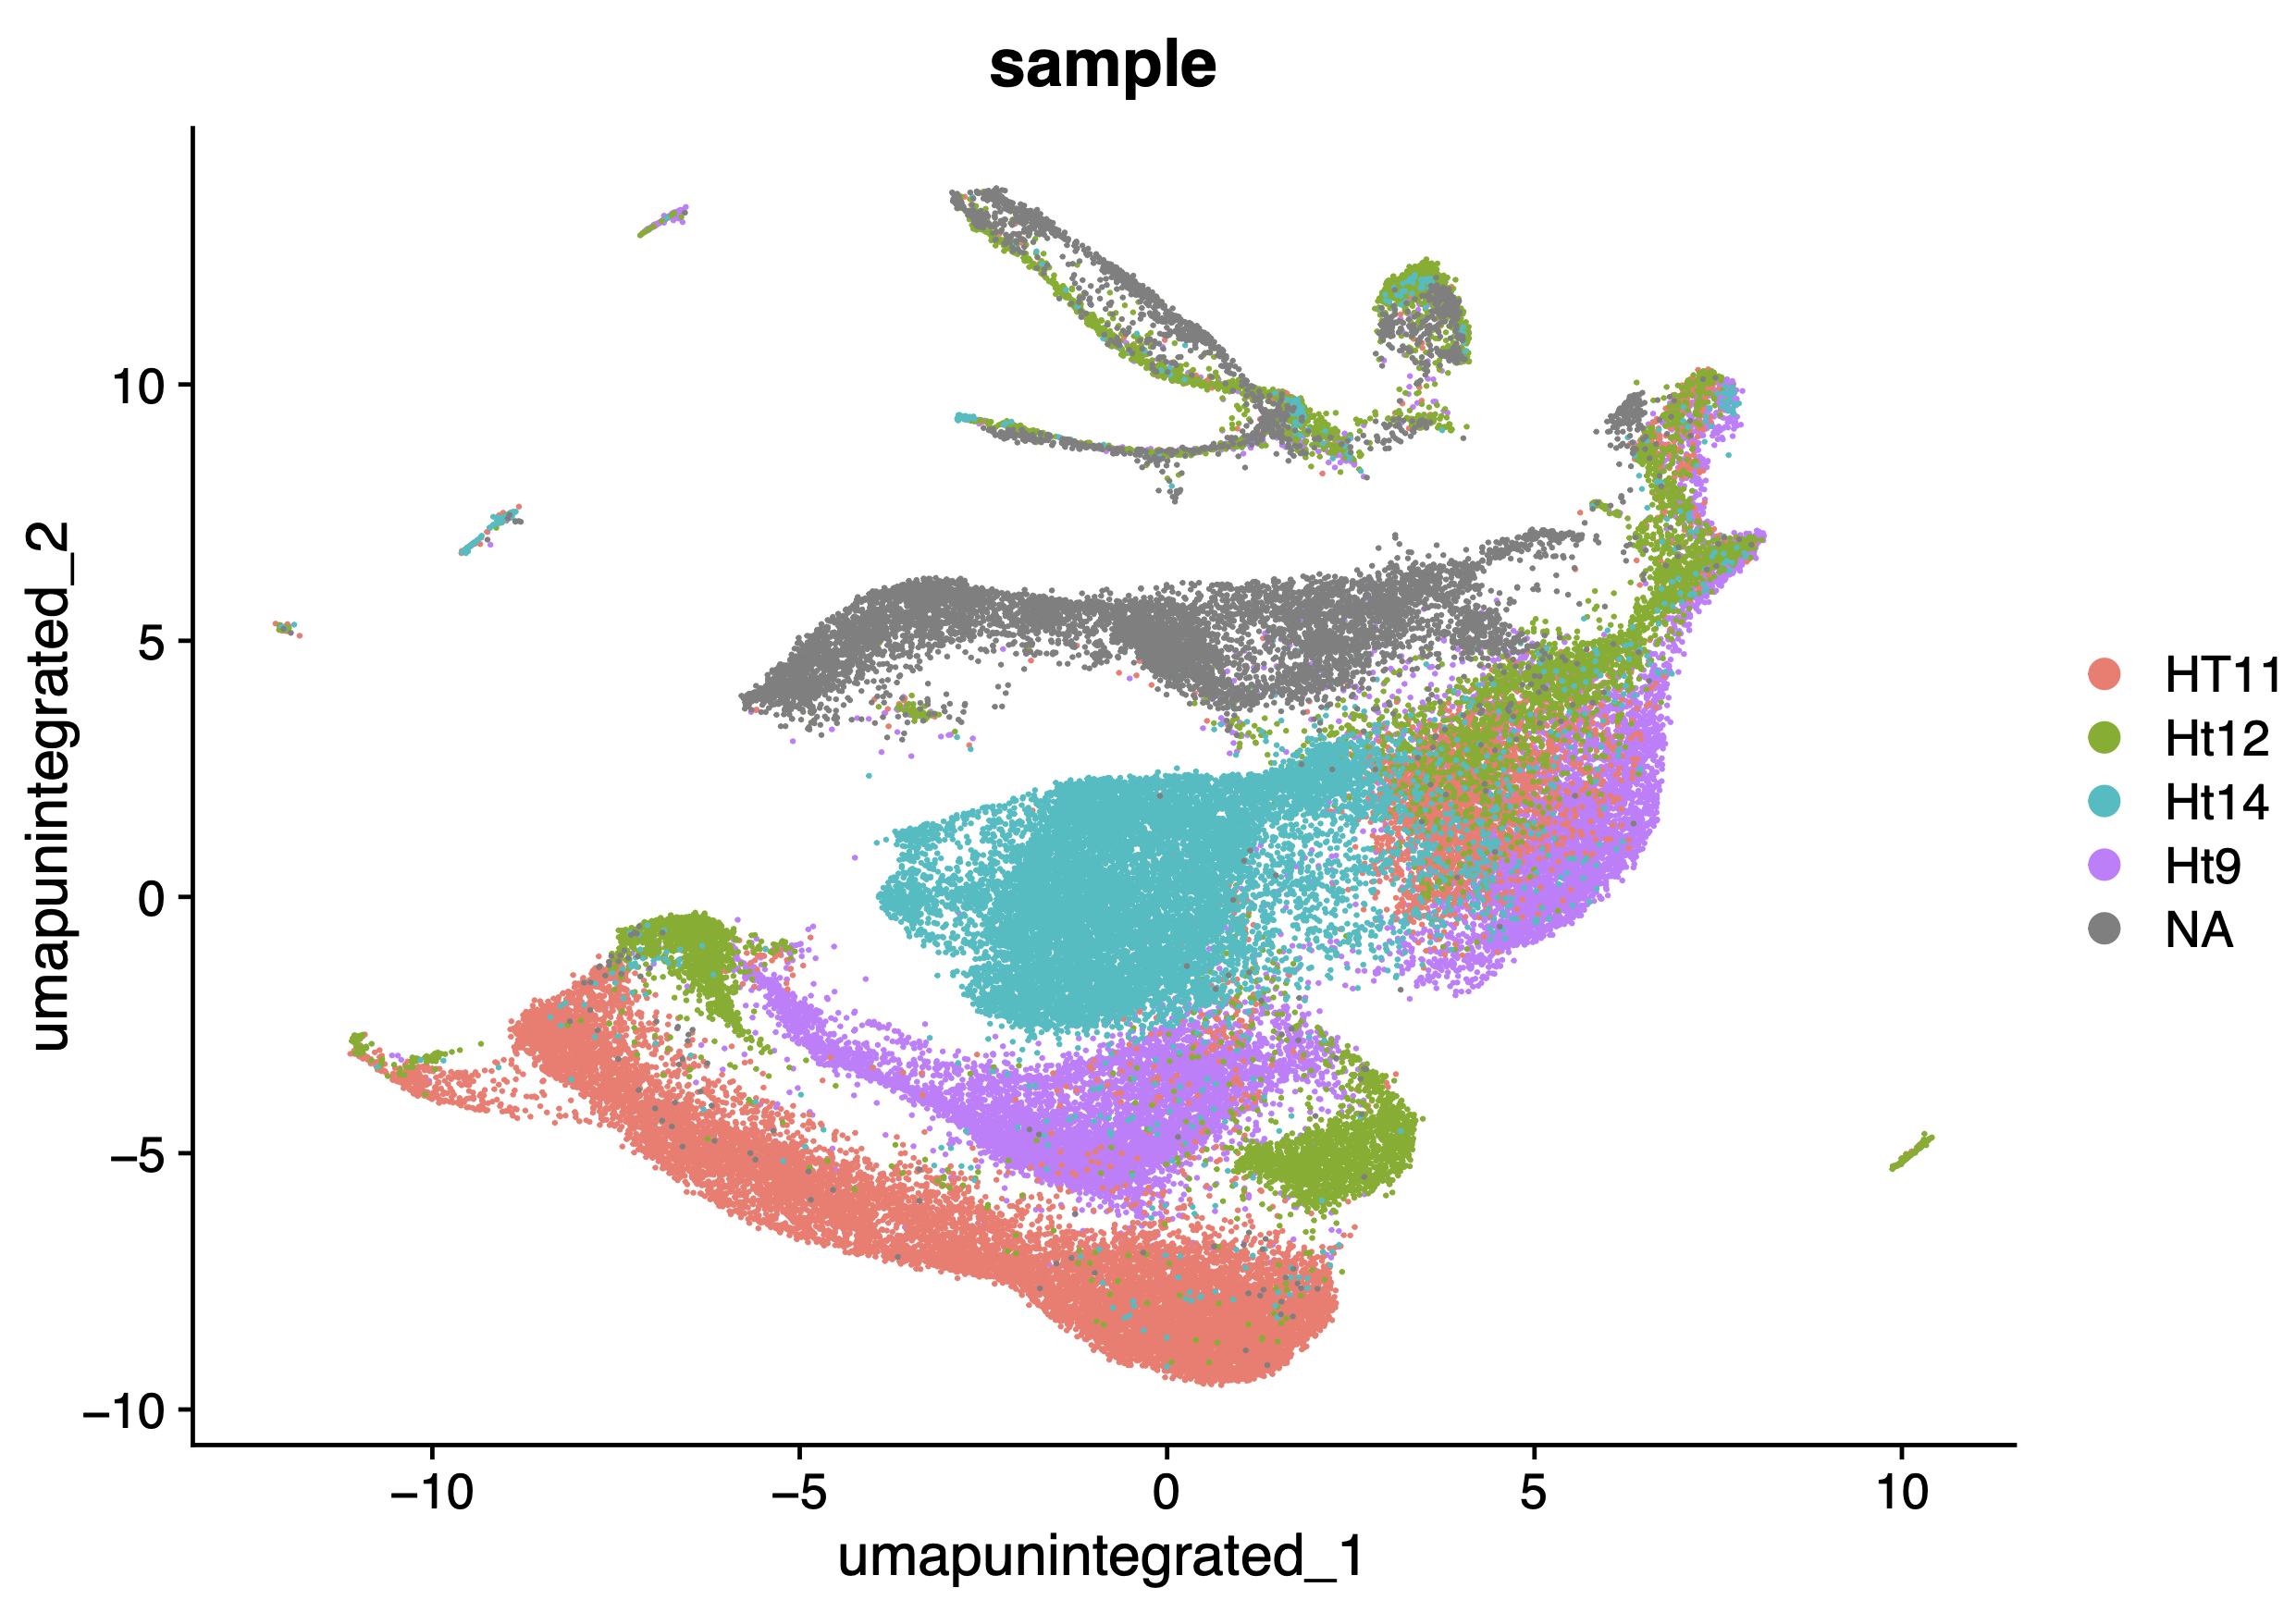 sample
umapunintegrated_2
10
5
0
−5
−10
−10
−5
0
5
10
umapunintegrated_1
HT11
Ht12
Ht14
Ht9
NA